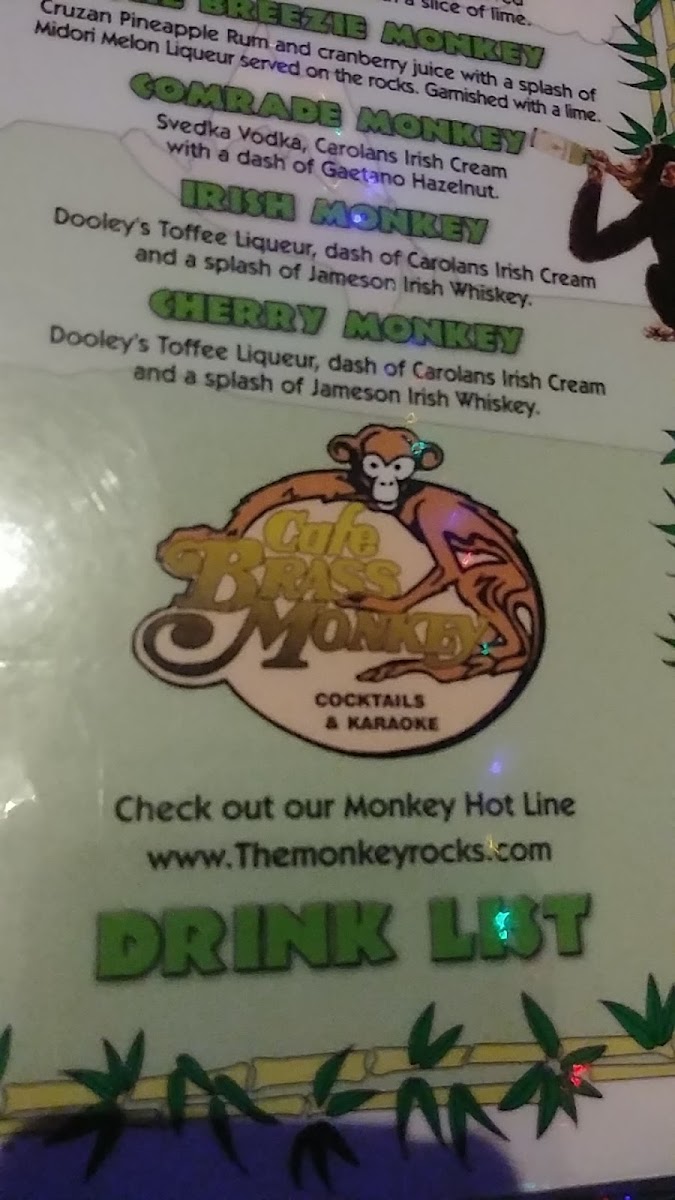 slice of lime.
BREEZIE MONKEY
Cruzan Pineapple Rum and cranberry juice with a splash of
Midori Melon Liqueur served on the rocks. Garnished with a lime.
COMRADE MONKEY
Svedka Vodka, Carolans Irish Cream
with a dash of Gaetano Hazelnut.
IRISH MONKEY
Dooley's Toffee Liqueur, dash of Carolans Irish Cream
and a splash of Jameson Irish Whiskey.
CHERRY MONKEY
Dooley's Toffee Liqueur, dash of Carolans Irish Cream
and a splash of Jameson Irish Whiskey.
Cafe
BRASS
MONKEY
COCKTAILS
& KARAOKE
Check out our Monkey Hot Line
www.Themonkeyrocks.com
DRINK LIST